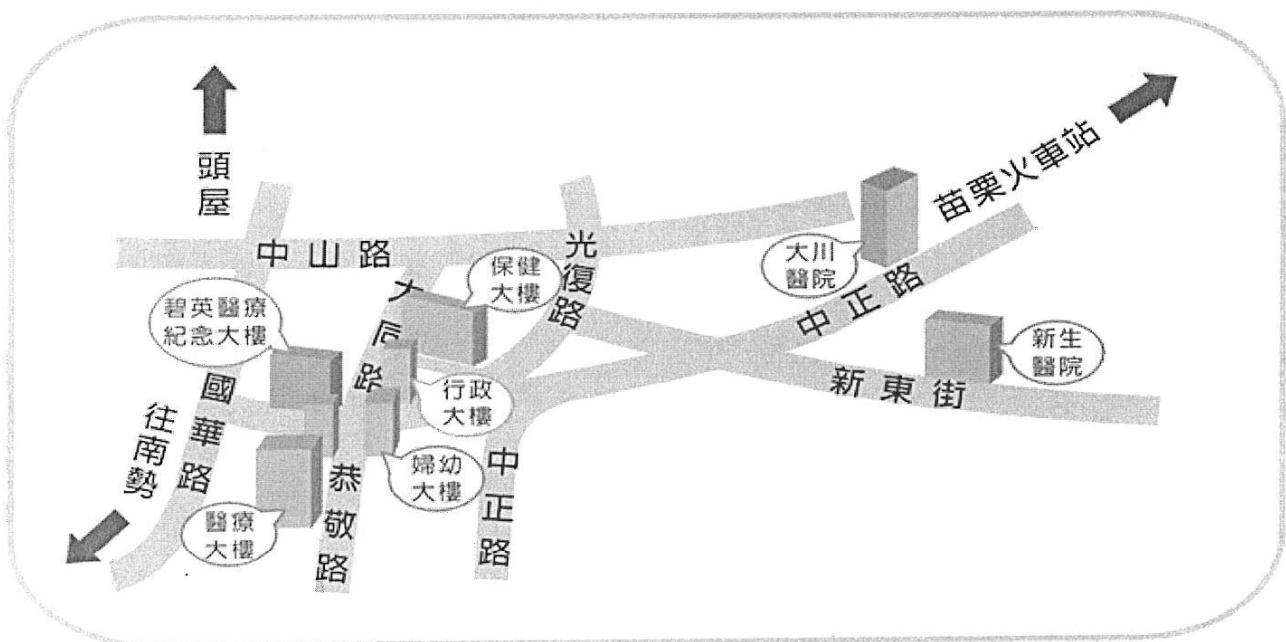 頭屋
苗栗火車站
中山路
光復路
大川
醫院
保健
大樓
碧英醫療
紀念大樓
大同路
中正路
新生
醫院
國華路
行政
大樓
新東街
往南勢
婦幼
大樓
中正路
恭敬路
醫療
大樓